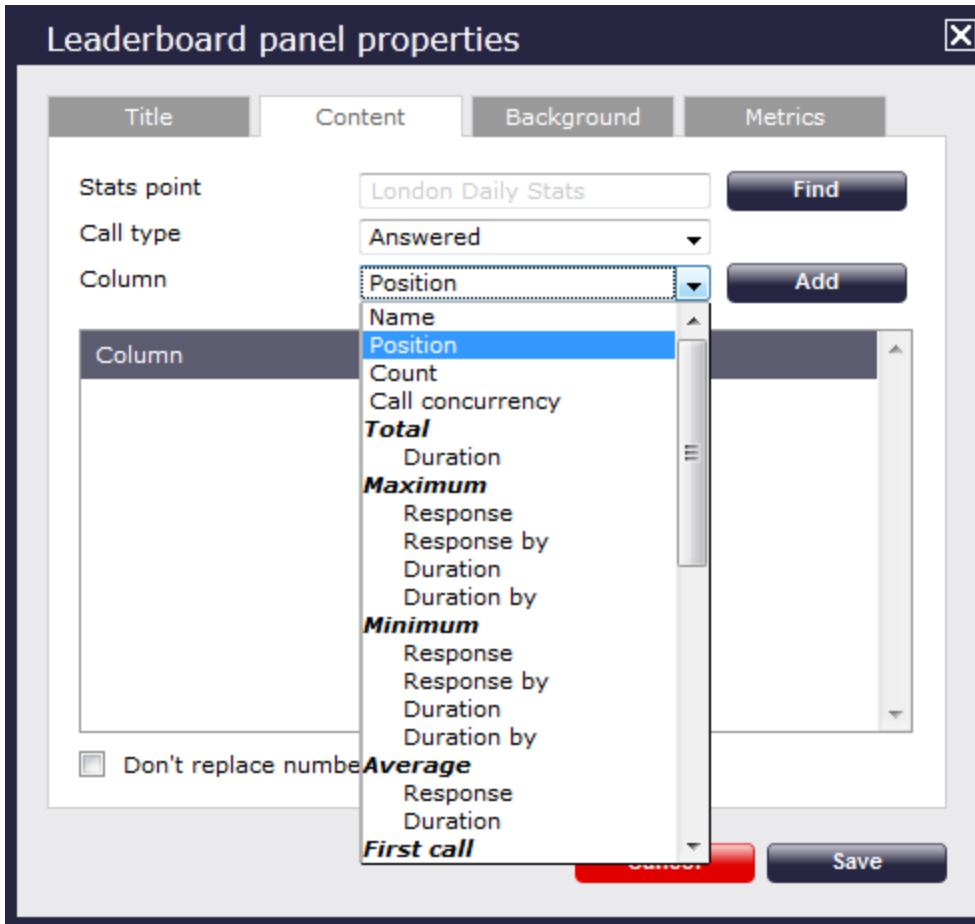 Leaderboard panel properties
Title Content Background Metrics
Stats point London Daily Stats Find
Call type Answered
Column Position Add
Name
Column Position
Count
Call concurrency
Total
Duration
Maximum
Response
Response by
Duration
Duration by
Minimum
Response
Response by
Duration
Duration by
Don't replace Average
Response
Duration
First call
Save